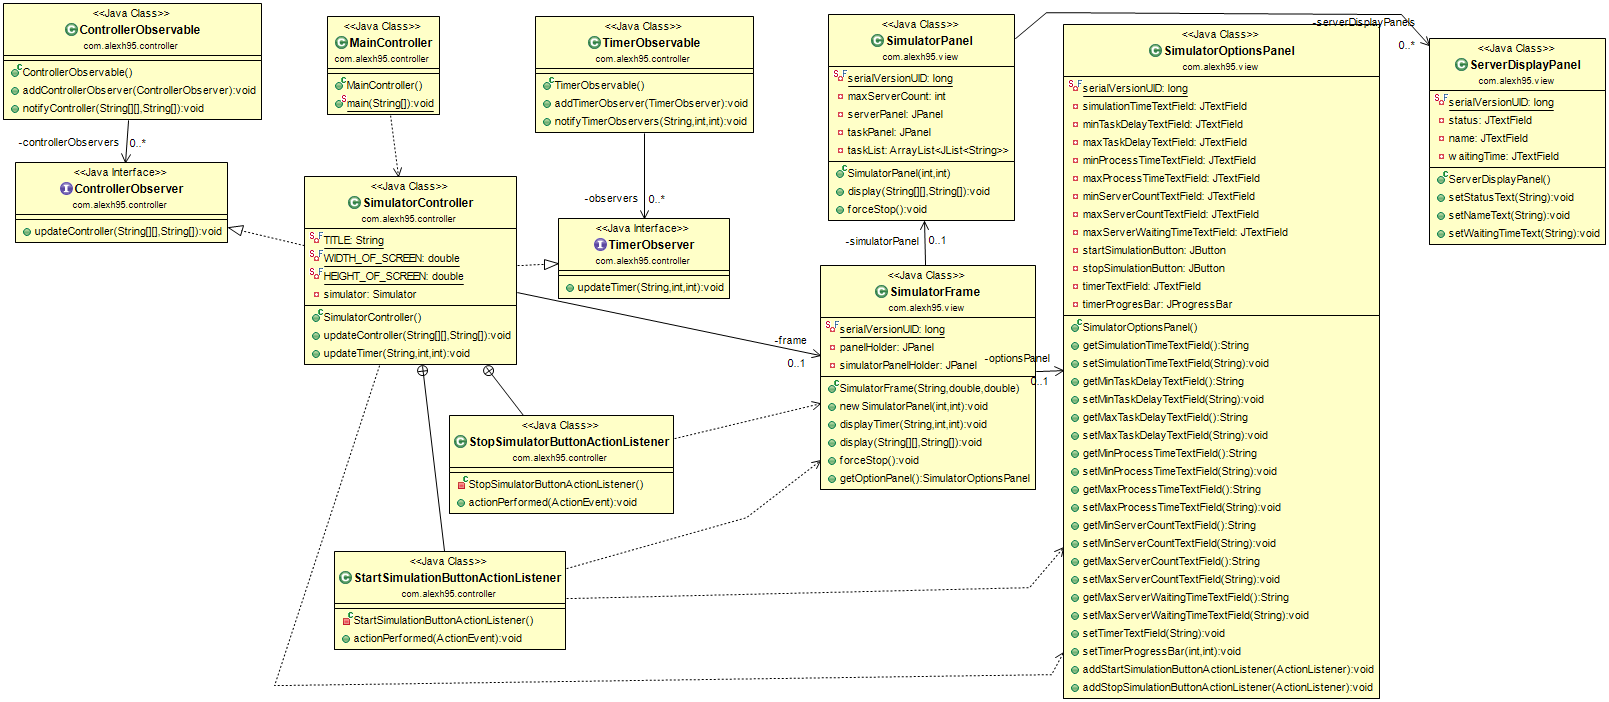 <<Java Class>>
ControllerObservable
com.alexh95.controller
ControllerObservable()
addControllerObserver(ControllerObserver):void
notifyController(String[][],String[]):void
-controllerObservers
0..*
<<Java Interface>>
ControllerObserver
com.alexh95.controller
updateController(String[][],String[]):void
<<Java Class>>
MainController
com.alexh95.controller
MainController()
main(String[]):void
<<Java Class>>
TimerObservable
com.alexh95.controller
TimerObservable()
addTimerObserver(TimerObserver):void
notifyTimerObservers(String,int,int):void
-observers
0..*
<<Java Interface>>
TimerObserver
com.alexh95.controller
updateTimer(String,int,int):void
<<Java Class>>
SimulatorController
com.alexh95.controller
TITLE: String
WIDTH_OF_SCREEN: double
HEIGHT_OF_SCREEN: double
simulator: Simulator
SimulatorController()
updateController(String[][],String[]):void
updateTimer(String,int,int):void
-frame
0..1
<<Java Class>>
StopSimulatorButtonActionListener
com.alexh95.controller
StopSimulatorButtonActionListener()
actionPerformed(ActionEvent):void
<<Java Class>>
StartSimulationButtonActionListener
com.alexh95.controller
StartSimulationButtonActionListener()
actionPerformed(ActionEvent):void
<<Java Class>>
SimulatorPanel
com.alexh95.view
serialVersionUID: long
maxServerCount: int
serverPanel: JPanel
taskPanel: JPanel
taskList: ArrayList<JList<String>>
SimulatorPanel(int,int)
display(String[][],String[]):void
forceStop():void
-simulatorPanel
0..1
<<Java Class>>
SimulatorFrame
com.alexh95.view
serialVersionUID: long
panelHolder: JPanel
simulatorPanelHolder: JPanel
SimulatorFrame(String,double,double)
newSimulatorPanel(int,int):void
displayTimer(String,int,int):void
display(String[][],String[]):void
forceStop():void
getOptionPanel():SimulatorOptionsPanel
-optionsPanel
0..1
-serverDisplayPanels
0..*
<<Java Class>>
SimulatorOptionsPanel
com.alexh95.view
serialVersionUID: long
simulationTimeTextField: JTextField
minTaskDelayTextField: JTextField
maxTaskDelayTextField: JTextField
minProcessTimeTextField: JTextField
maxProcessTimeTextField: JTextField
minServerCountTextField: JTextField
maxServerCountTextField: JTextField
maxServerWaitingTimeTextField: JTextField
startSimulationButton: JButton
stopSimulationButton: JButton
timerTextField: JTextField
timerProgresBar: JProgressBar
SimulatorOptionsPanel()
getSimulationTimeTextField():String
setSimulationTimeTextField(String):void
getMinTaskDelayTextField():String
setMinTaskDelayTextField(String):void
getMaxTaskDelayTextField():String
setMaxTaskDelayTextField(String):void
getMinProcessTimeTextField():String
setMinProcessTimeTextField(String):void
getMaxProcessTimeTextField():String
setMaxProcessTimeTextField(String):void
getMinServerCountTextField():String
setMinServerCountTextField(String):void
getMaxServerCountTextField():String
setMaxServerCountTextField(String):void
getMaxServerWaitingTimeTextField():String
setMaxServerWaitingTimeTextField(String):void
setTimerTextField(String):void
setTimerProgressBar(int,int):void
addStartSimulationButtonActionListener(ActionListener):void
addStopSimulationButtonActionListener(ActionListener):void
<<Java Class>>
ServerDisplayPanel
com.alexh95.view
serialVersionUID: long
status: JTextField
name: JTextField
waitingTime: JTextField
ServerDisplayPanel()
setStatusText(String):void
setNameText(String):void
setWaitingTimeText(String):void